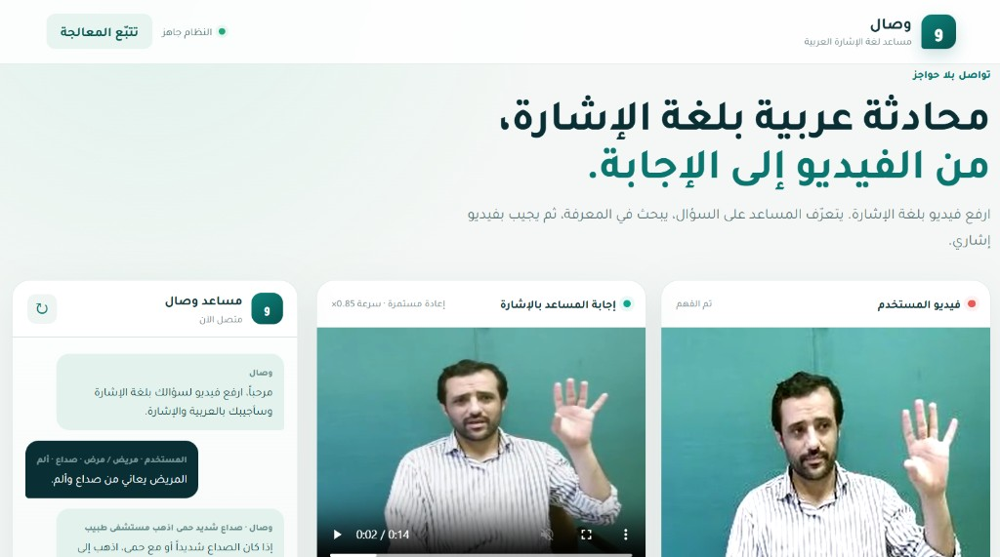 و
وصال
مساعد لغة الإشارة العربية
النظام جاهز
تتبّع المعالجة
تواصل بلا حواجز
محادثة عربية بلغة الإشارة،
من الفيديو إلى الإجابة.
ارفع فيديو بلغة الإشارة. يتعرّف المساعد على السؤال، يبحث في المعرفة، ثم يجيب بفيديو
إشاري.
فيديو المستخدم
تم الفهم
إجابة المساعد بالإشارة
إعادة مستمرة · سرعة 0.85×
0:02 / 0:14
و
مساعد وصال
متصل الآن
↻
وصال
مرحباً، ارفع فيديو لسؤالك بلغة الإشارة
وسأجيبك بالعربية والإشارة.
المستخدم · مريض / مرض · صداع · ألم
المريض يعاني من صداع وألم.
وصال · صداع شديد حمى اذهب مستشفى طبيب
إذا كان الصداع شديداً أو مع حمى، اذهب إلى